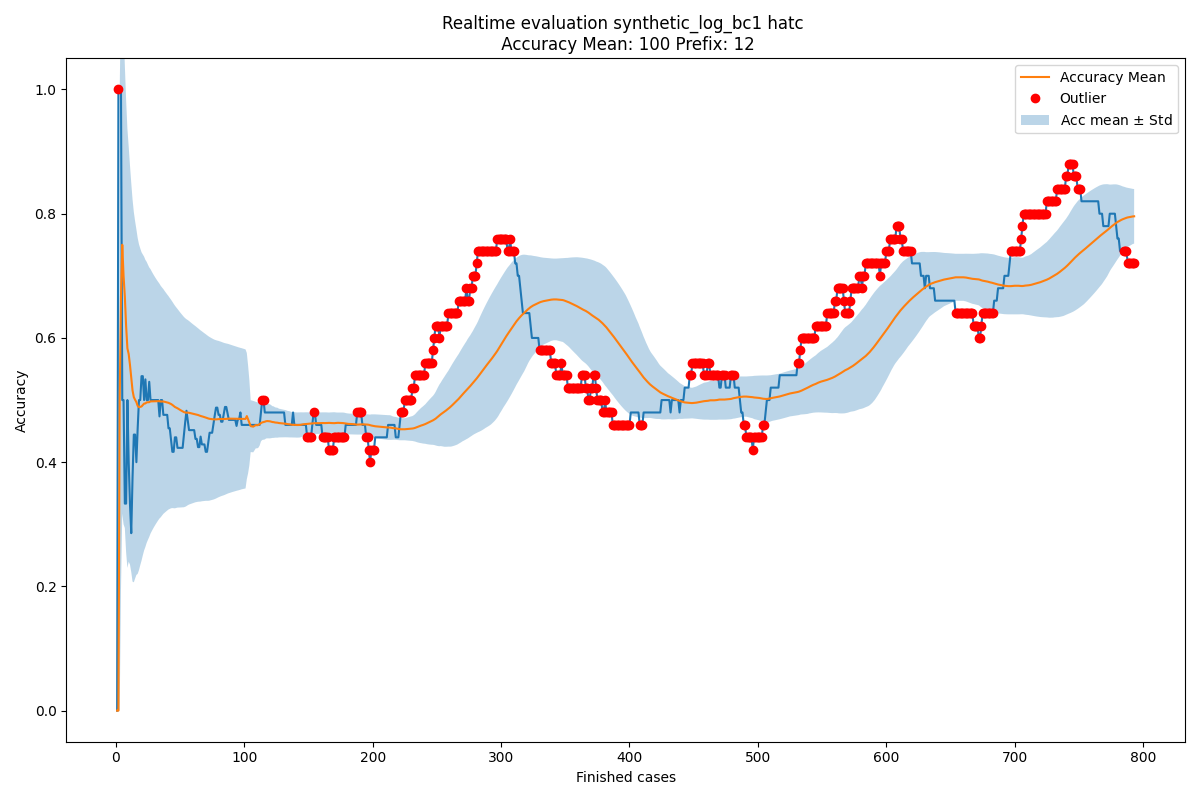 Realtime evaluation synthetic_log_bc1 hatc
Accuracy Mean: 100 Prefix: 12
Accuracy Mean
Outlier
Acc mean ± Std
1.0
0.8
0.6
0.4
0.2
0.0
Accuracy
0 100 200 300 400 500 600 700 800
Finished cases